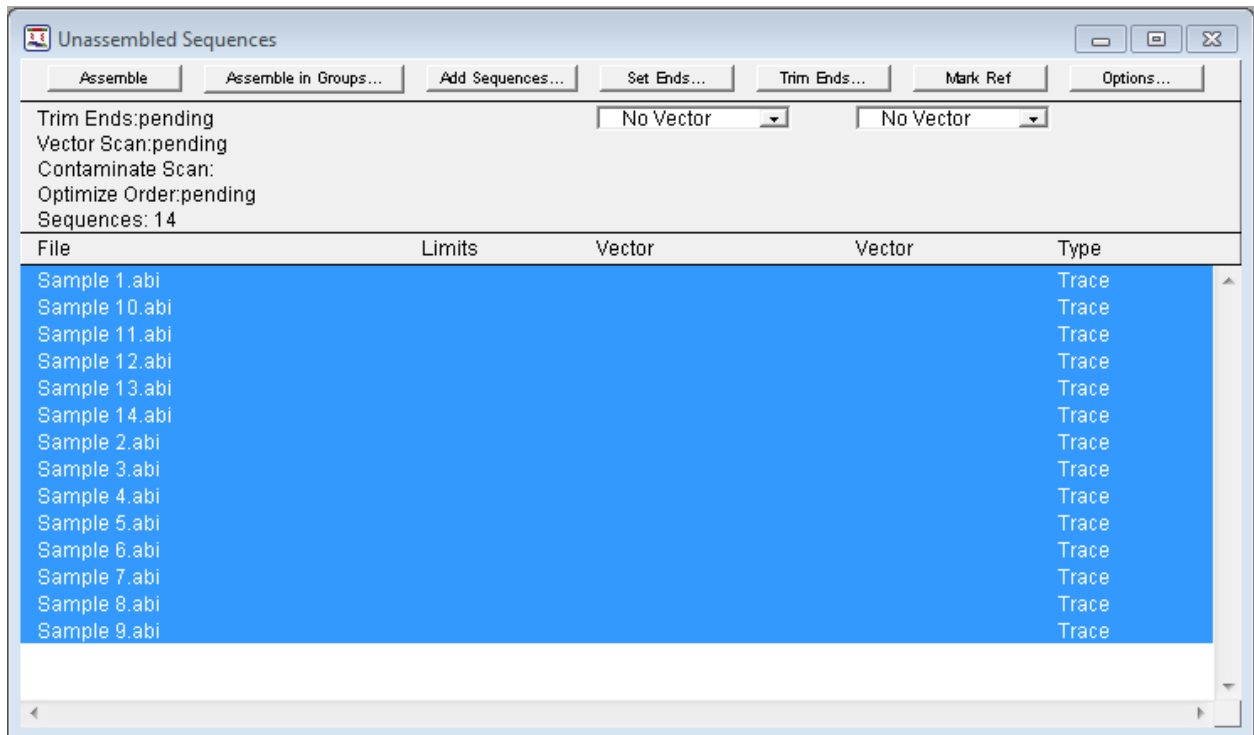 Unassembled Sequences
Assemble Assemble in Groups... Add Sequences... Set Ends... Trim Ends... Mark Ref Options...
Trim Ends:pending No Vector No Vector
Vector Scan:pending
Contaminate Scan:
Optimize Order:pending
Sequences: 14
File Limits Vector Vector Type
Sample 1.abi Trace
Sample 10.abi Trace
Sample 11.abi Trace
Sample 12.abi Trace
Sample 13.abi Trace
Sample 14.abi Trace
Sample 2.abi Trace
Sample 3.abi Trace
Sample 4.abi Trace
Sample 5.abi Trace
Sample 6.abi Trace
Sample 7.abi Trace
Sample 8.abi Trace
Sample 9.abi Trace